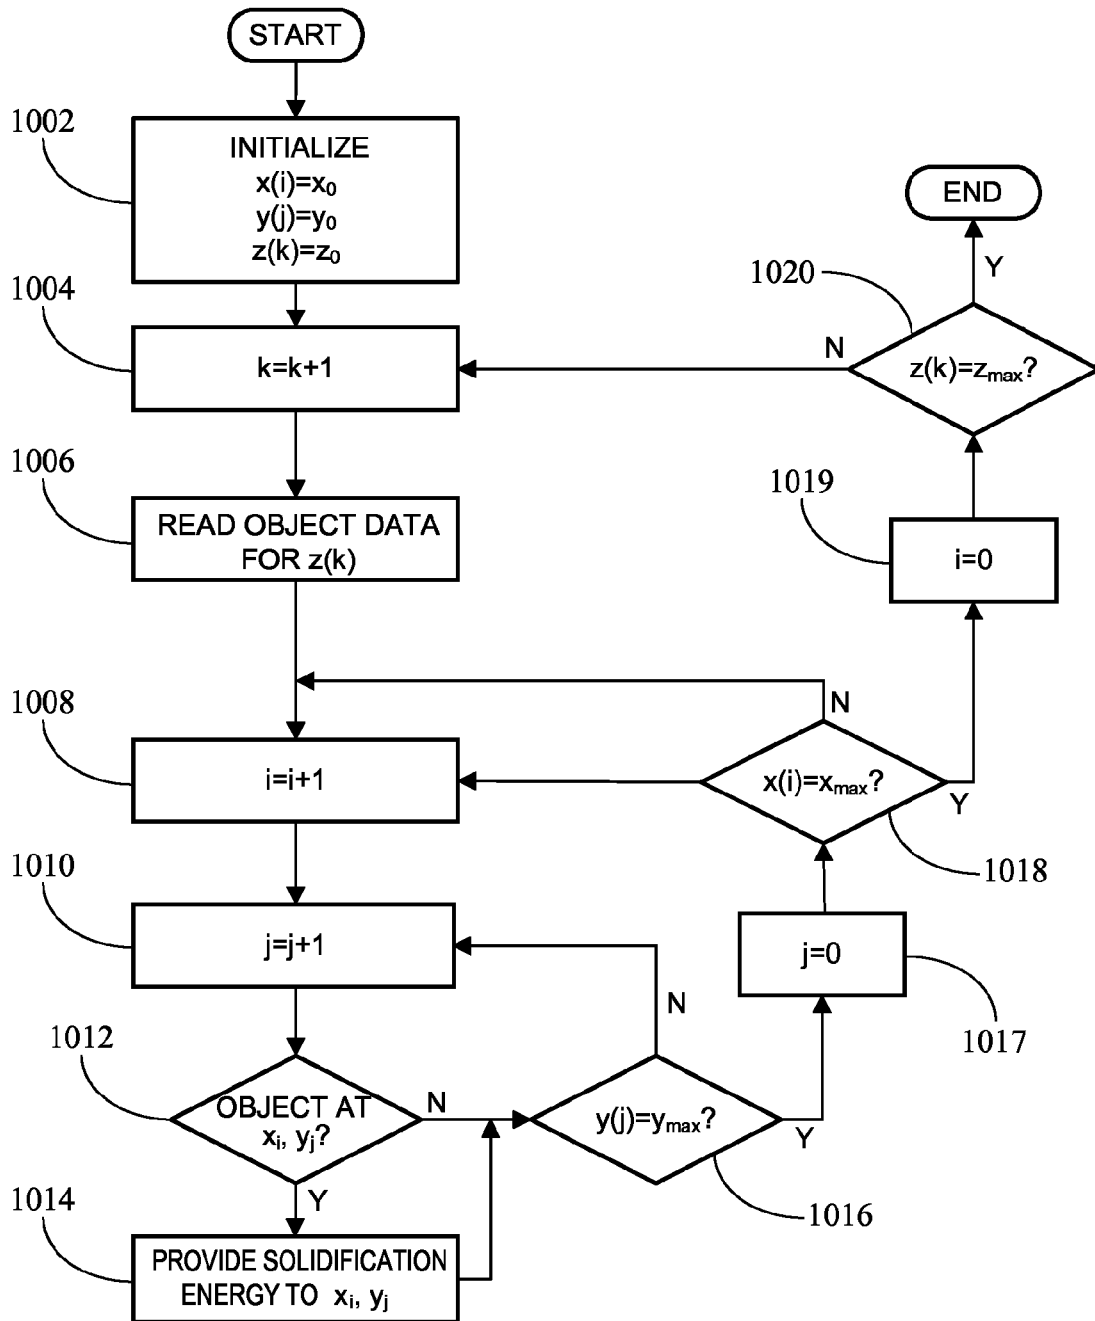 START
1002
INITIALIZE
x(i)=x₀
y(j)=y₀
z(k)=z₀
END
Y
1020
1004
k=k+1
N
z(k)=zmax?
1006
READ OBJECT DATA
FOR z(k)
1019
i=0
1008
i=i+1
N
x(i)=xmax?
Y
1018
1010
j=j+1
N
j=0
1017
1012
OBJECT AT
xi, yj?
N
Y
y(j)=ymax?
Y
1016
1014
PROVIDE SOLIDIFICATION
ENERGY TO xi, yj